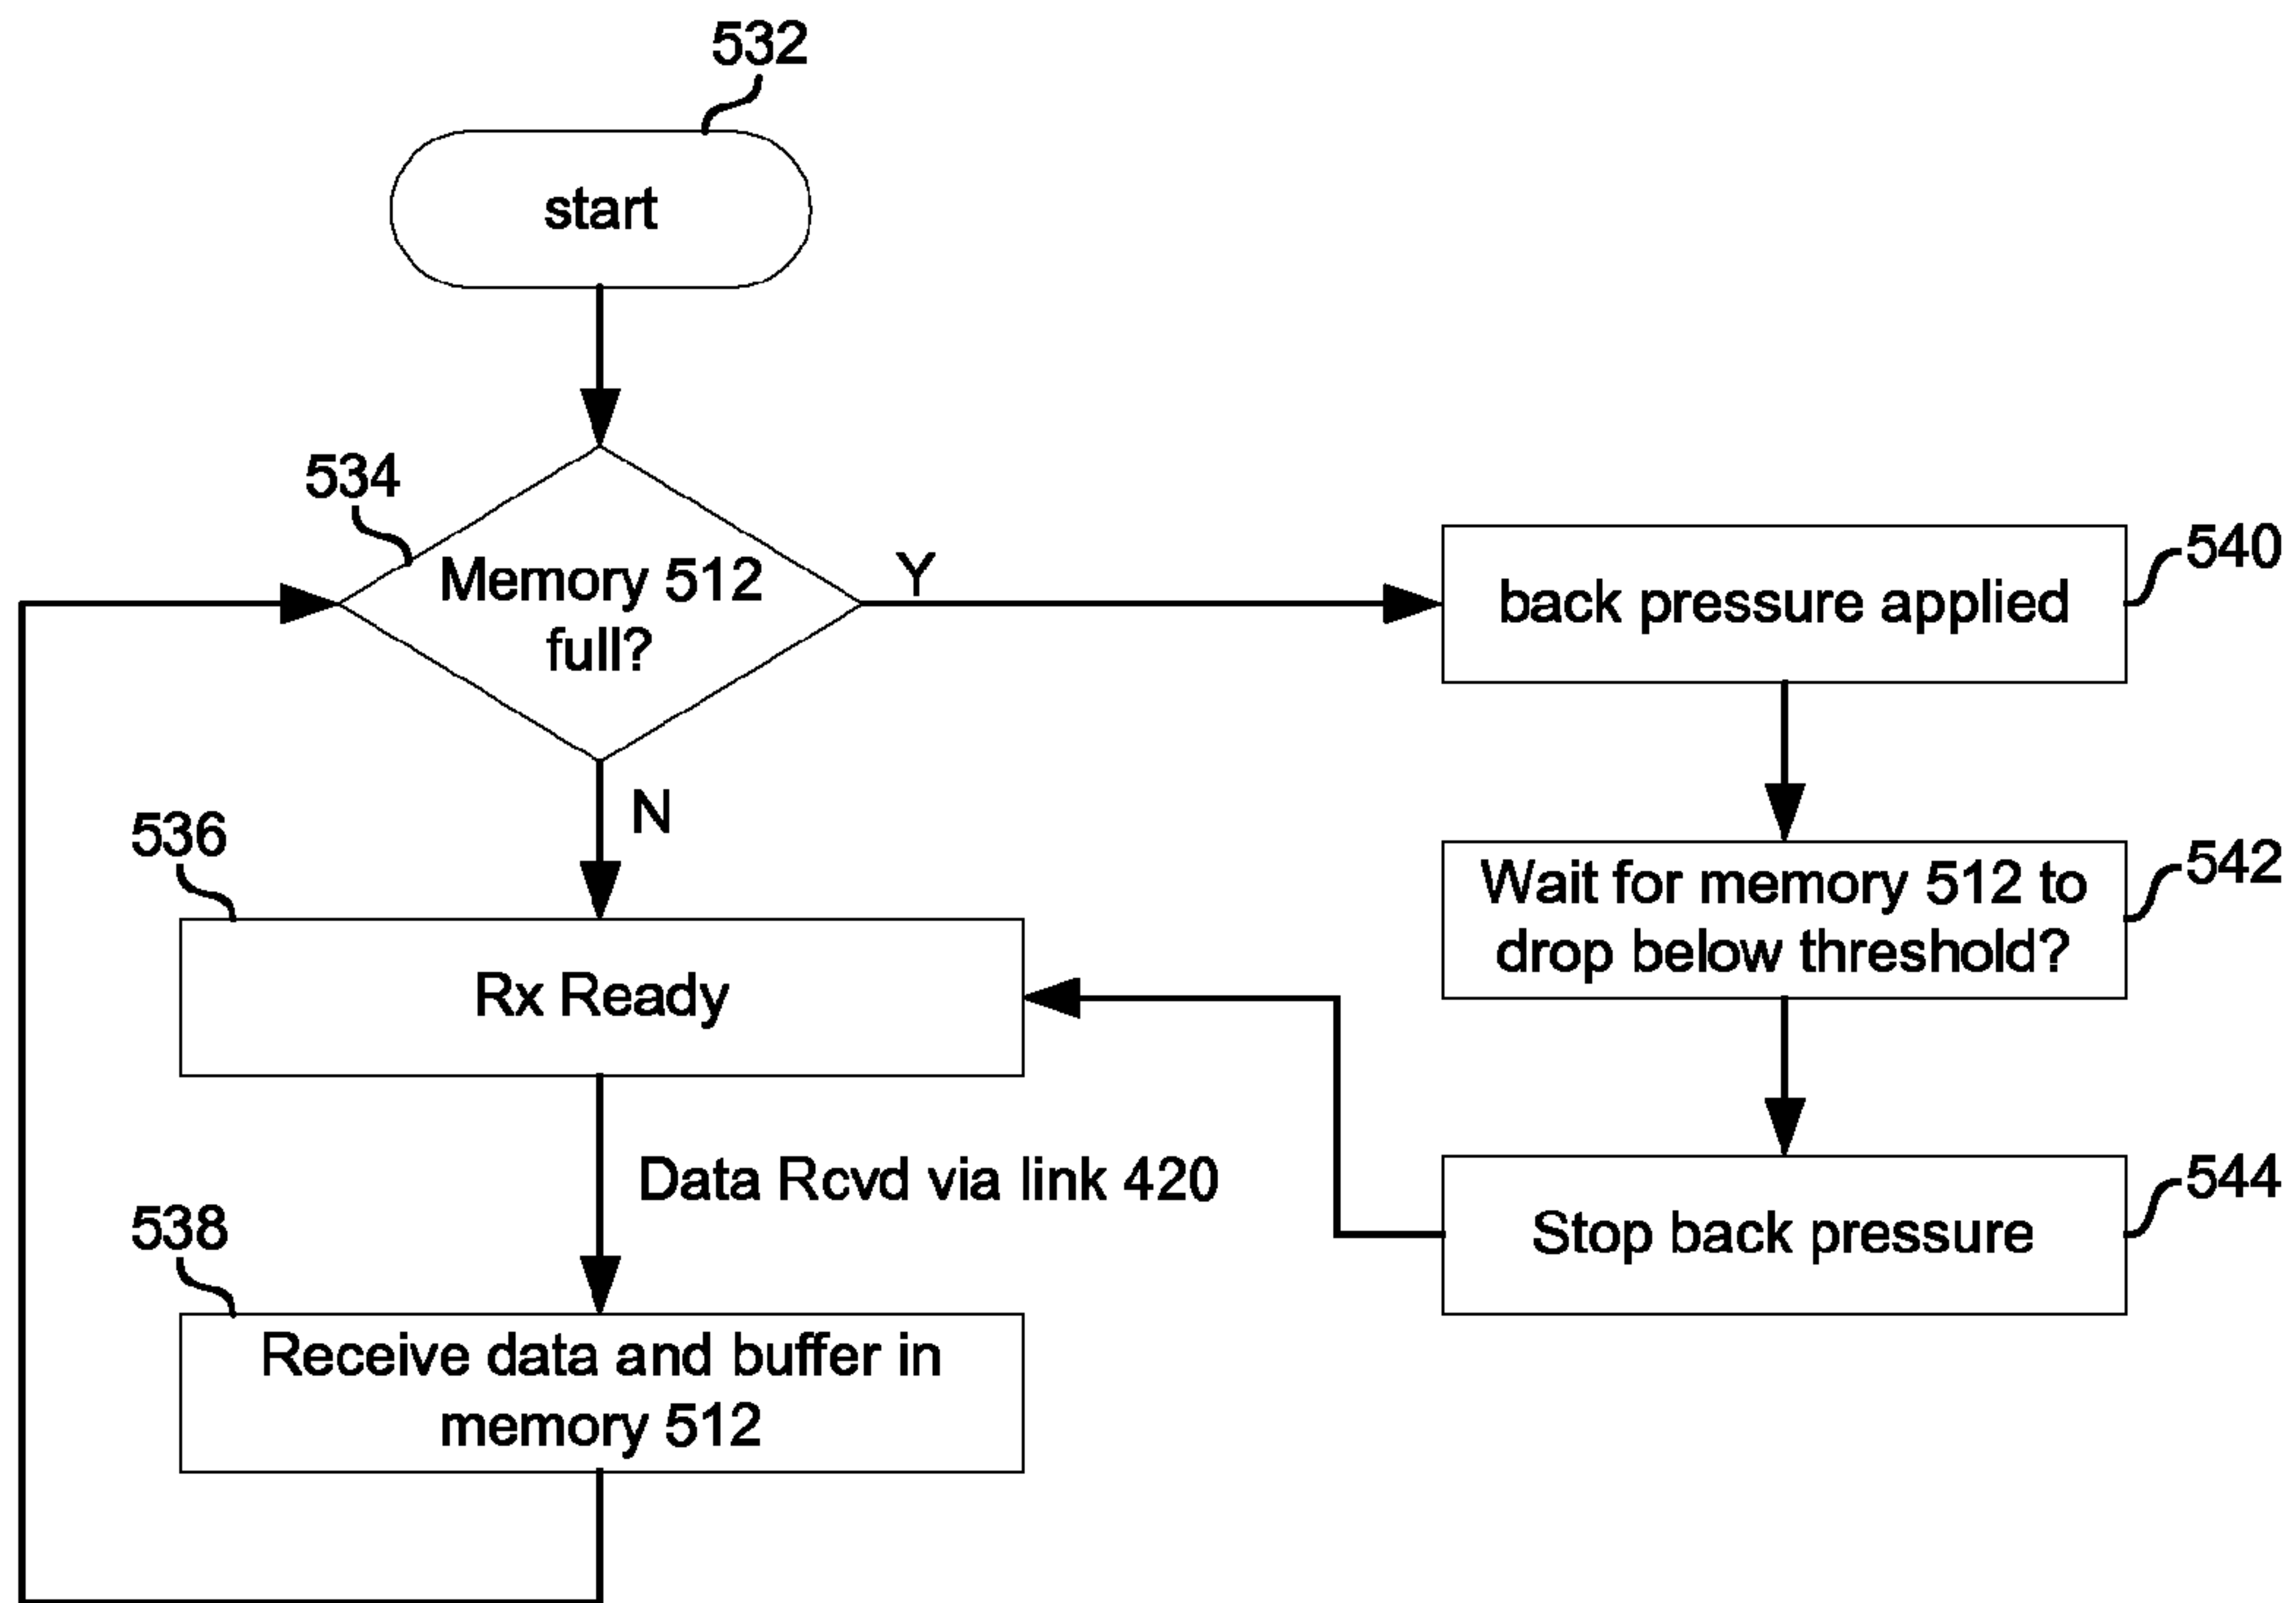 532
start
534
Memory 512
full?
Y
540
back pressure applied
N
536
542
Wait for memory 512 to
drop below threshold?
Rx Ready
Data Rcvd via link 420
544
Stop back pressure
538
Receive data and buffer in
memory 512